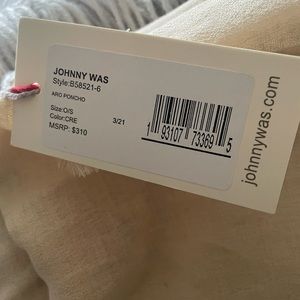 JOHNNY WAS
Style:B58521-6
ARO PONCHO
Size:O/S
Color:CRE
3/21
MSRP: $310
1 93107 73369 5
johnnywas.com